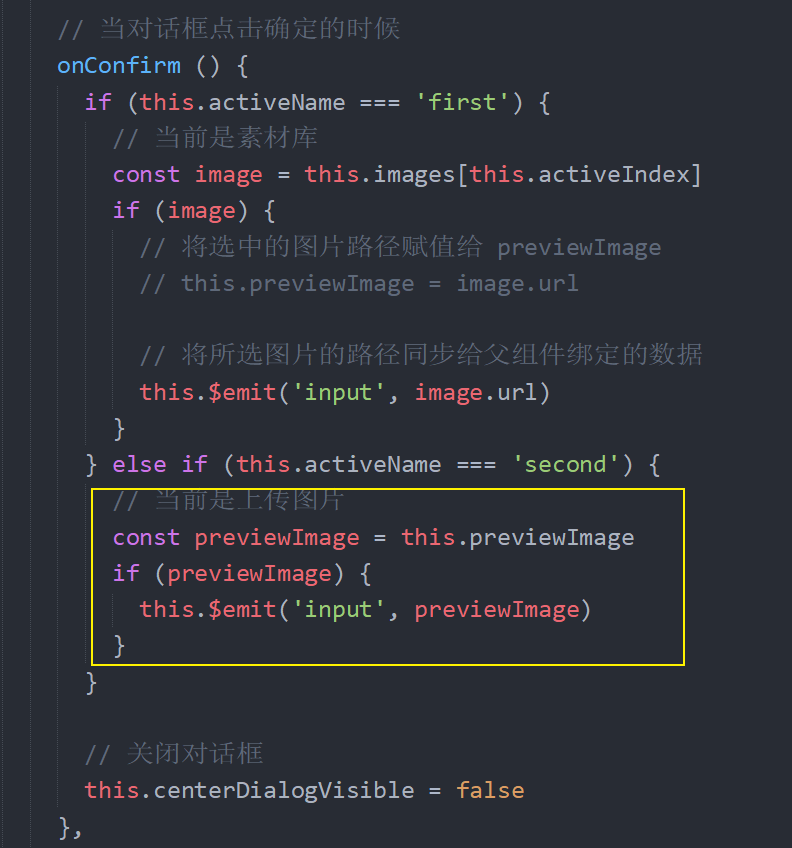 // 当对话框点击确定的时候
onConfirm () {
if (this.activeName === 'first') {
// 当前是素材库
const image = this.images[this.activeIndex]
if (image) {
// 将选中的图片路径赋值给 previewImage
// this.previewImage = image.url
// 将所选图片的路径同步给父组件绑定的数据
this.$emit('input', image.url)
}
} else if (this.activeName === 'second') {
// 当前是上传图片
const previewImage = this.previewImage
if (previewImage) {
this.$emit('input', previewImage)
}
}
// 关闭对话框
this.centerDialogVisible = false
},